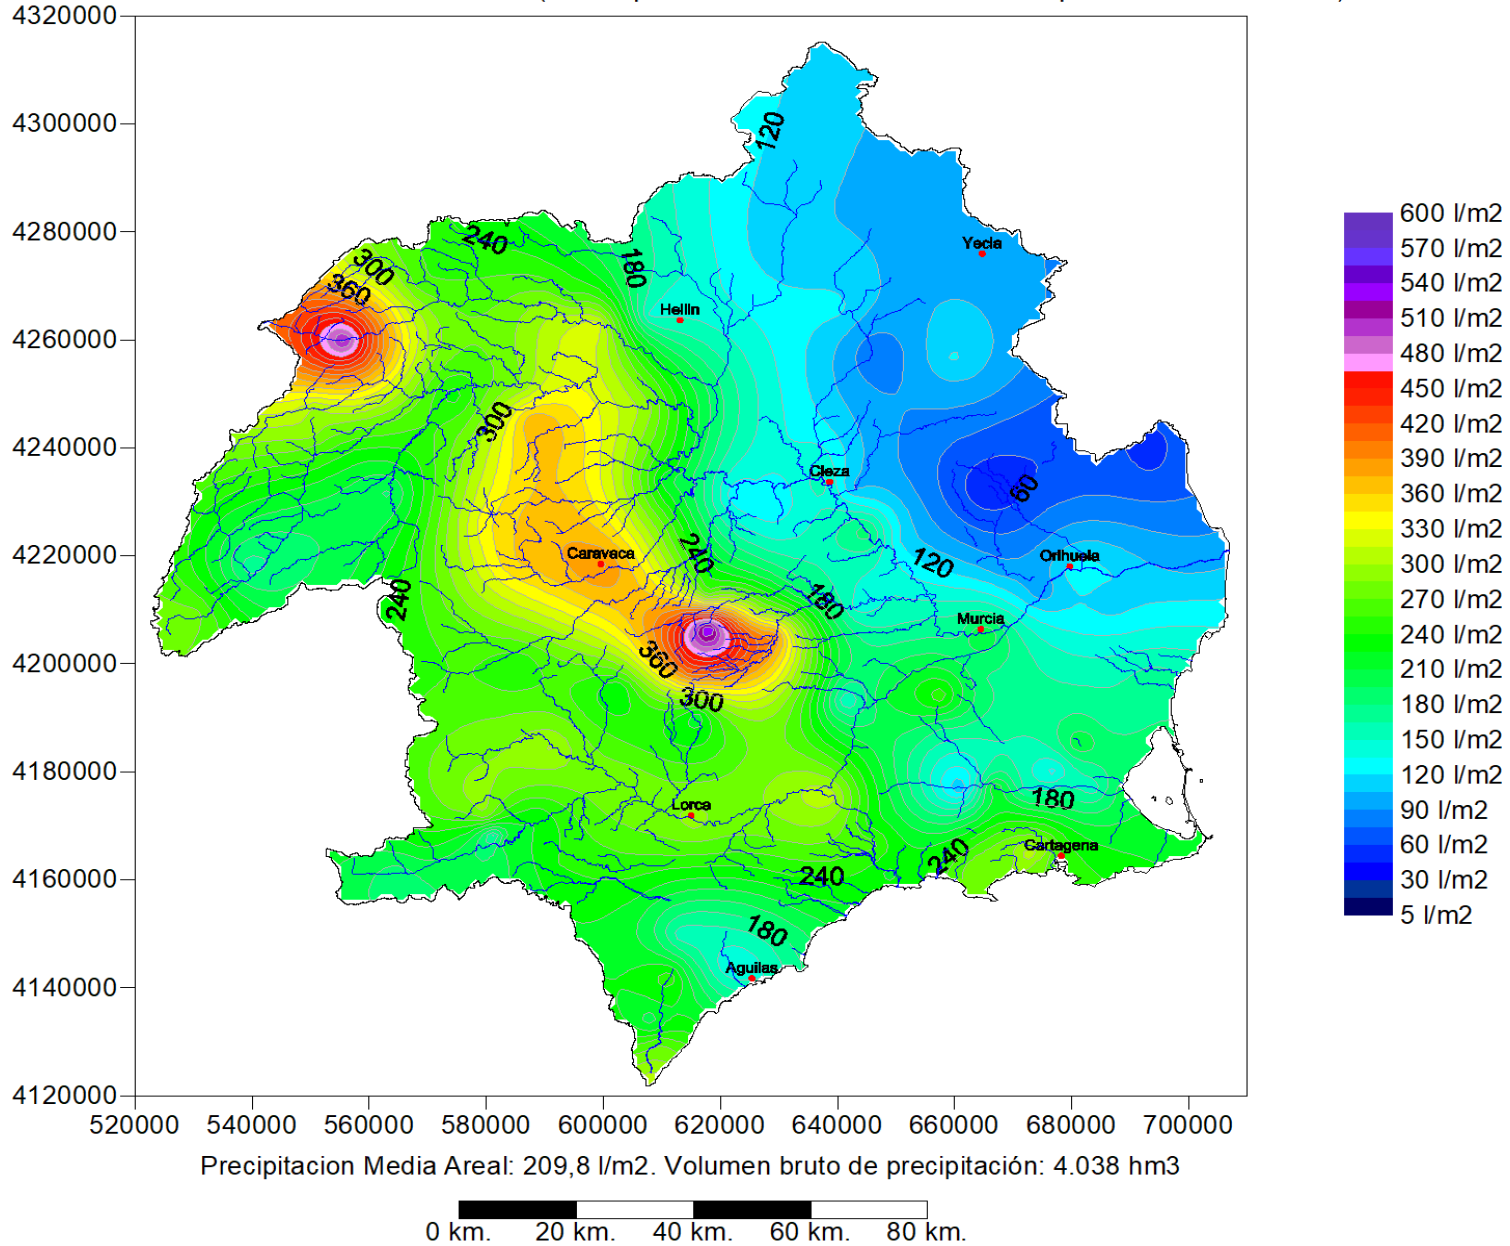 4320000
4300000
4280000
4260000
4240000
4220000
4200000
4180000
4160000
4140000
4120000
520000 540000 560000 580000 600000 620000 640000 660000 680000 700000
120
240
300
360
180
Yecla
Hellin
300
Cieza
60
240
Caravaca
120
Orihuela
240
180
Murcia
360
300
Lorca
180
240
Cartagena
240
180
Aguilas
600 l/m2
570 l/m2
540 l/m2
510 l/m2
480 l/m2
450 l/m2
420 l/m2
390 l/m2
360 l/m2
330 l/m2
300 l/m2
270 l/m2
240 l/m2
210 l/m2
180 l/m2
150 l/m2
120 l/m2
90 l/m2
60 l/m2
30 l/m2
5 l/m2
Precipitacion Media Areal: 209,8 l/m2. Volumen bruto de precipitación: 4.038 hm3
0 km. 20 km. 40 km. 60 km. 80 km.